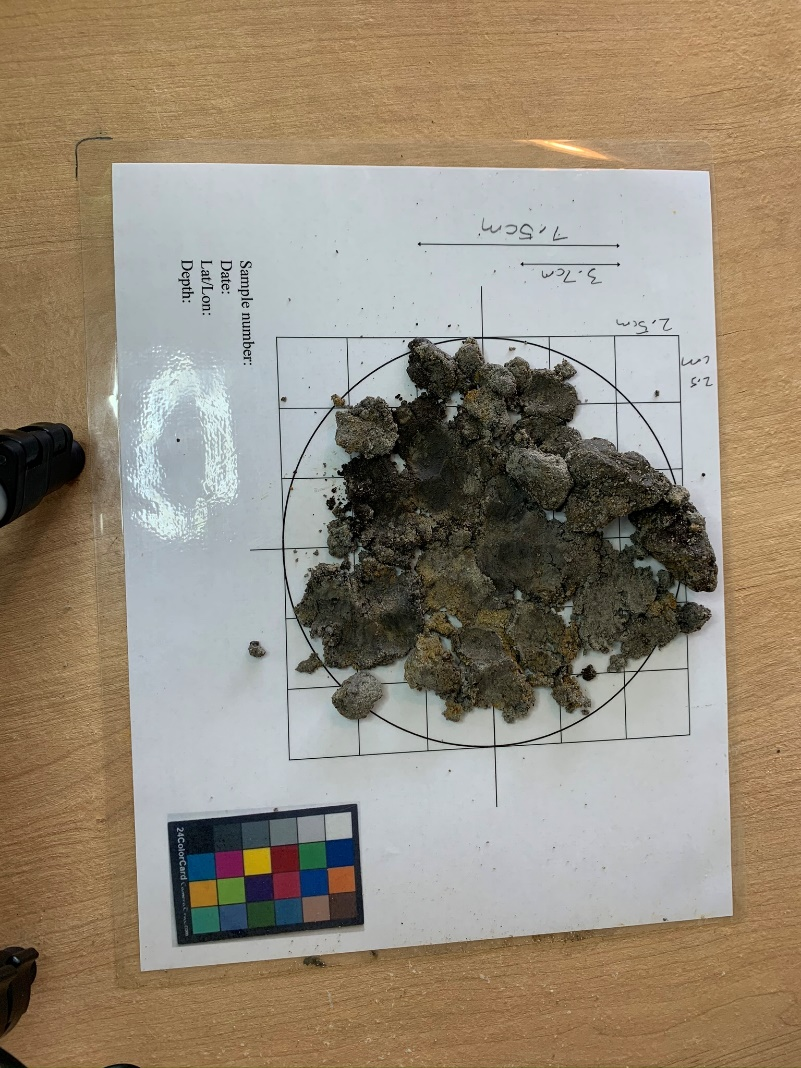 Sample number:
Date:
Lat/Lon:
Depth:
7.5cm
3.7cm
2.5cm
2.5
cm
24ColorCard